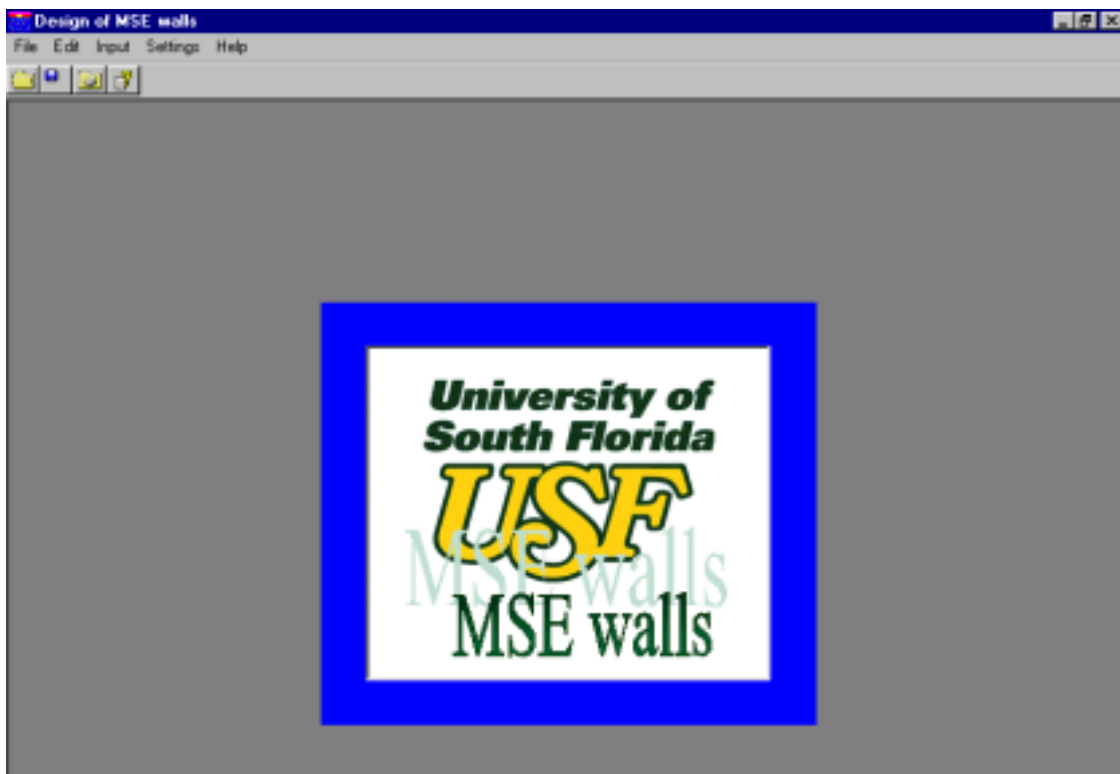 Design of MSE walls
File Edit Input Settings Help
University of
South Florida
USF
MSE walls
MSE walls